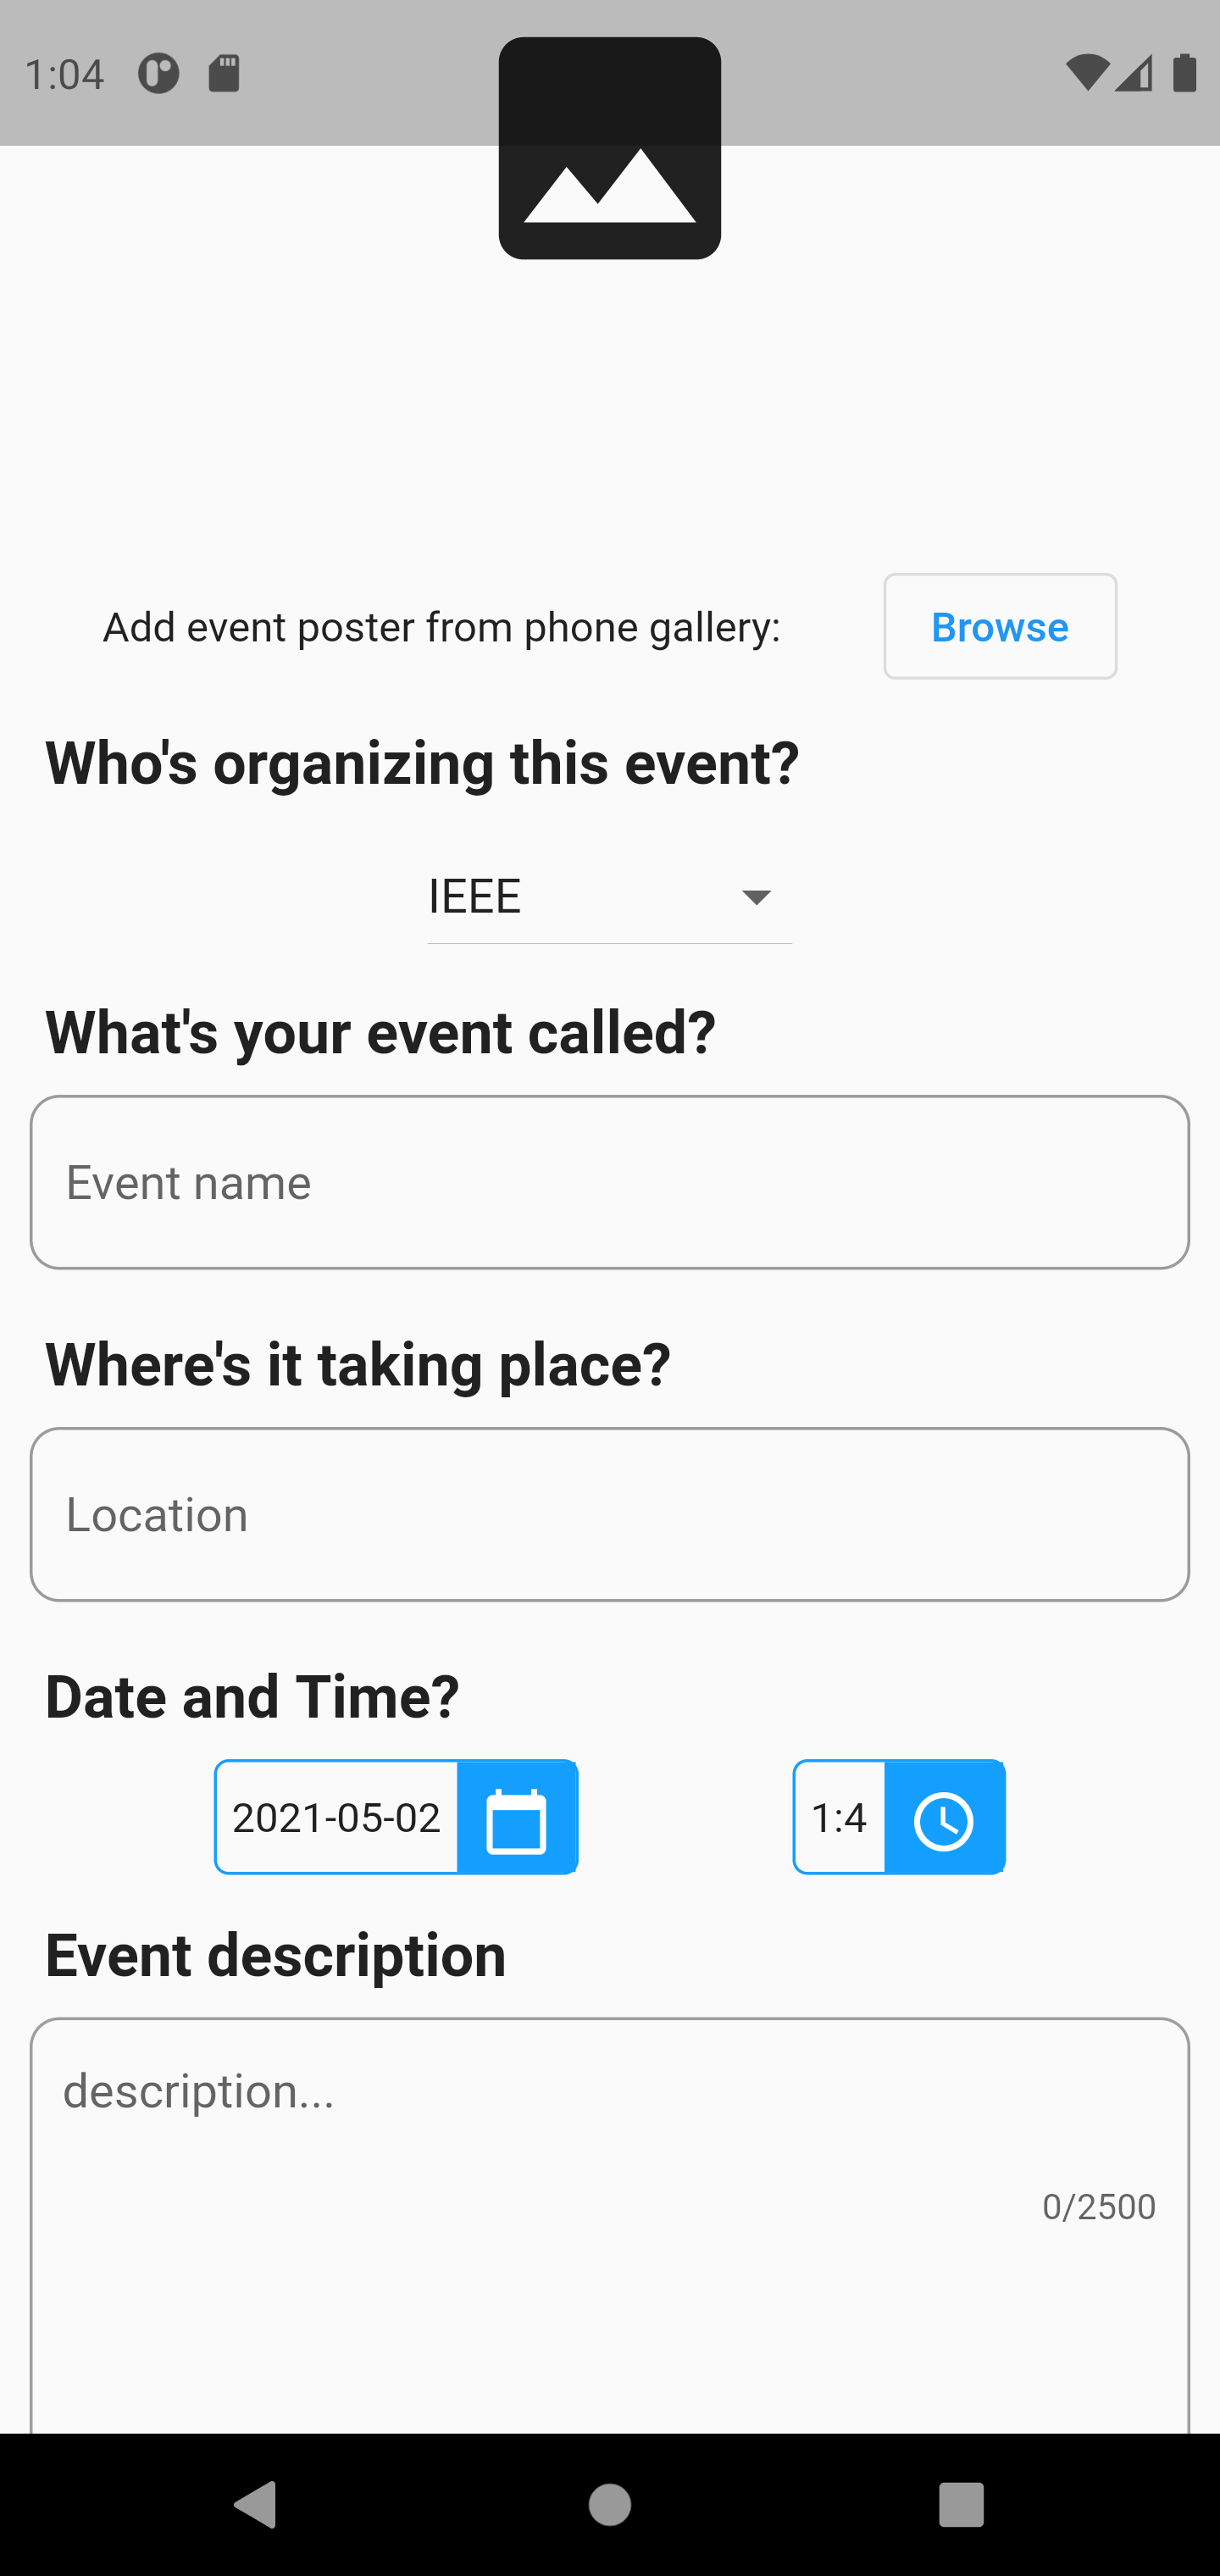 1:04
Add event poster from phone gallery:
Browse
Who's organizing this event?
IEEE
What's your event called?
Event name
Where's it taking place?
Location
Date and Time?
2021-05-02
1:4
Event description
description...
0/2500